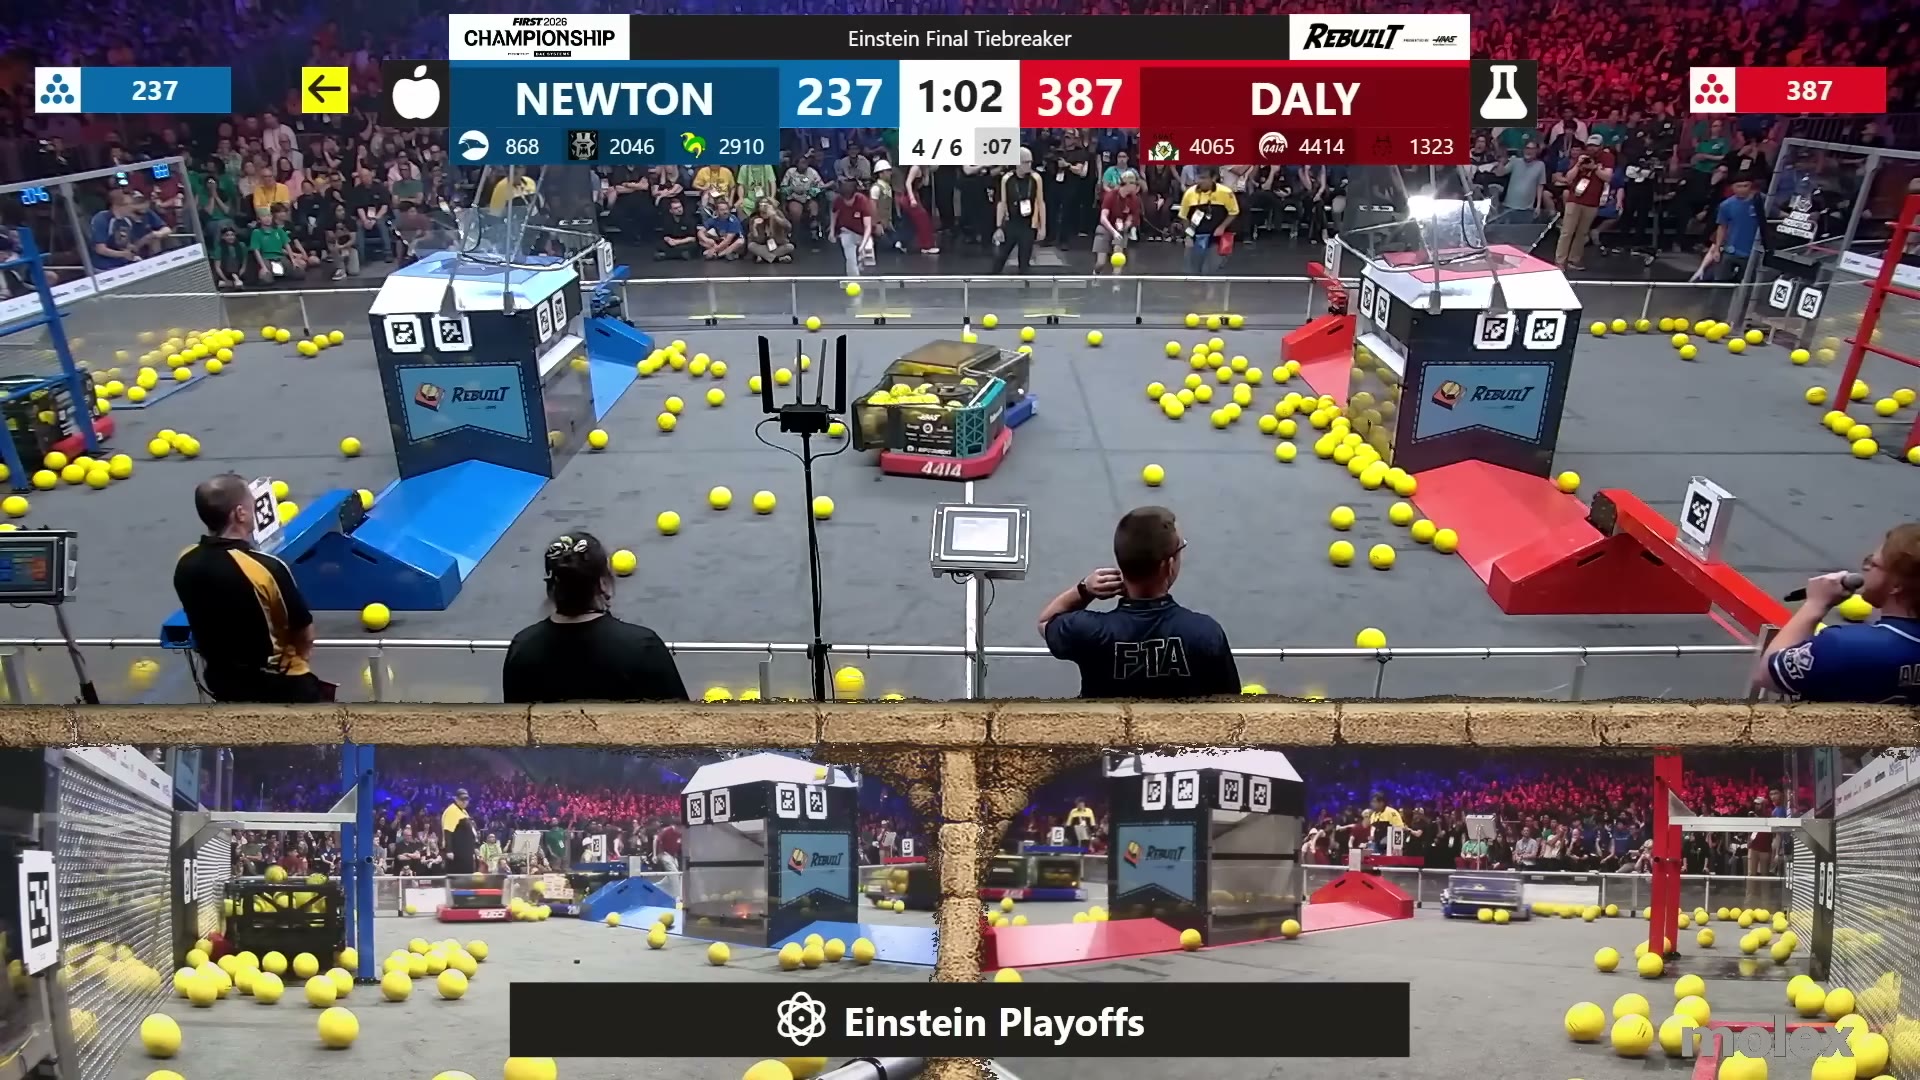 FIRST 2026
CHAMPIONSHIP
Einstein Final Tiebreaker
REBUILT
237
NEWTON
237
1:02
387
DALY
387
868
2046
2910
4 / 6
:07
4065
4414
1323
2046
REBUILT
REBUILT
4414
FTA
REBUILT
REBUILT
Einstein Playoffs
molex